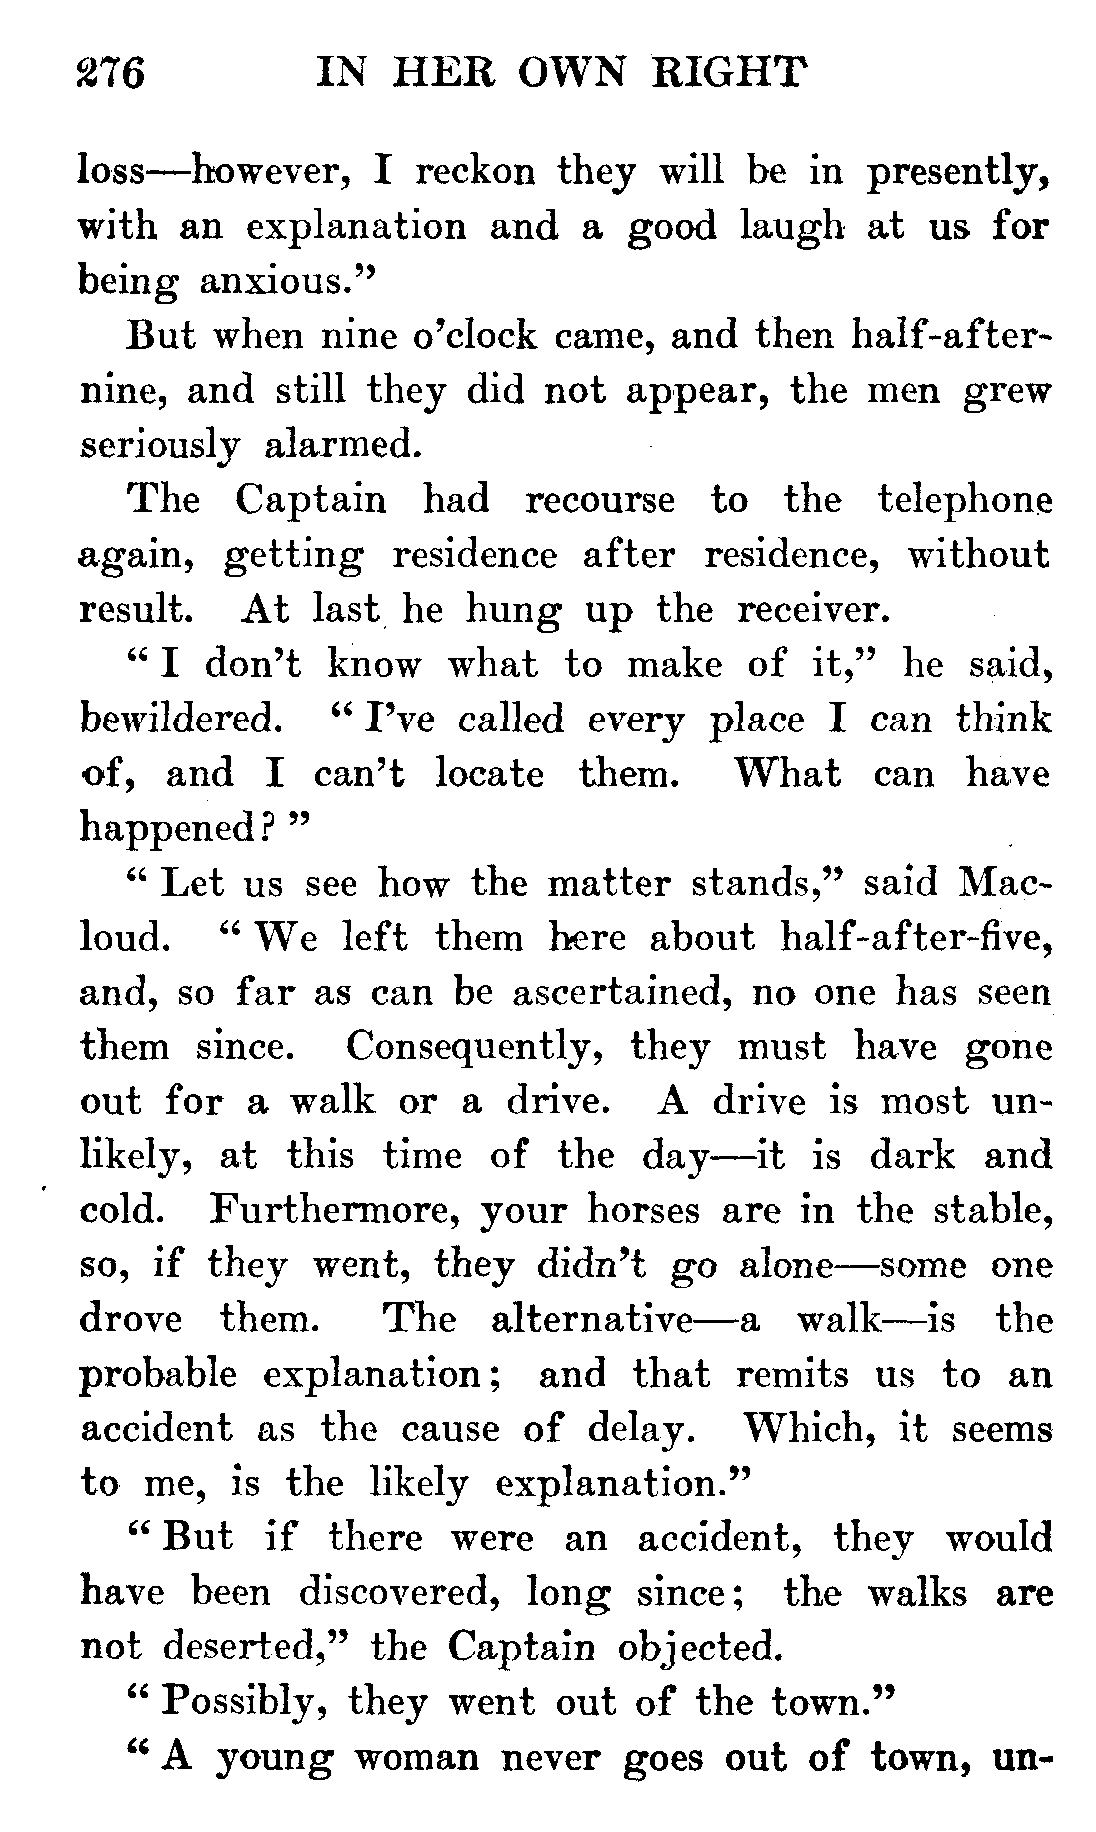 276 IN HER OWN RIGHT
loss—however, I reckon they will be in presently,
with an explanation and a good laugh at us for
being anxious.”
But when nine o’clock came, and then half-after-
nine, and still they did not appear, the men grew
seriously alarmed.
The Captain had recourse to the telephone
again, getting residence after residence, without
result. At last he hung up the receiver.
“ I don’t know what to make of it,” he said,
bewildered. “ I’ve called every place I can think
of, and I can’t locate them. What can have
happened? ”
“ Let us see how the matter stands,” said Mac-
loud. “ We left them here about half-after-five,
and, so far as can be ascertained, no one has seen
them since. Consequently, they must have gone
out for a walk or a drive. A drive is most un-
likely, at this time of the day—it is dark and
cold. Furthermore, your horses are in the stable,
so, if they went, they didn’t go alone—some one
drove them. The alternative—a walk—is the
probable explanation; and that remits us to an
accident as the cause of delay. Which, it seems
to me, is the likely explanation.”
“ But if there were an accident, they would
have been discovered, long since; the walks are
not deserted,” the Captain objected.
“ Possibly, they went out of the town.”
“ A young woman never goes out of town, un-